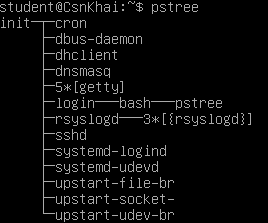 student@CsnKhai:~$ pstree
init─┬─cron
     ├─dbus-daemon
     ├─dhclient
     ├─dnsmasq
     ├─5*[getty]
     ├─login───bash───pstree
     ├─rsyslogd───3*[{rsyslogd}]
     ├─sshd
     ├─systemd-logind
     ├─systemd-udevd
     ├─upstart-file-br
     ├─upstart-socket-
     └─upstart-udev-br